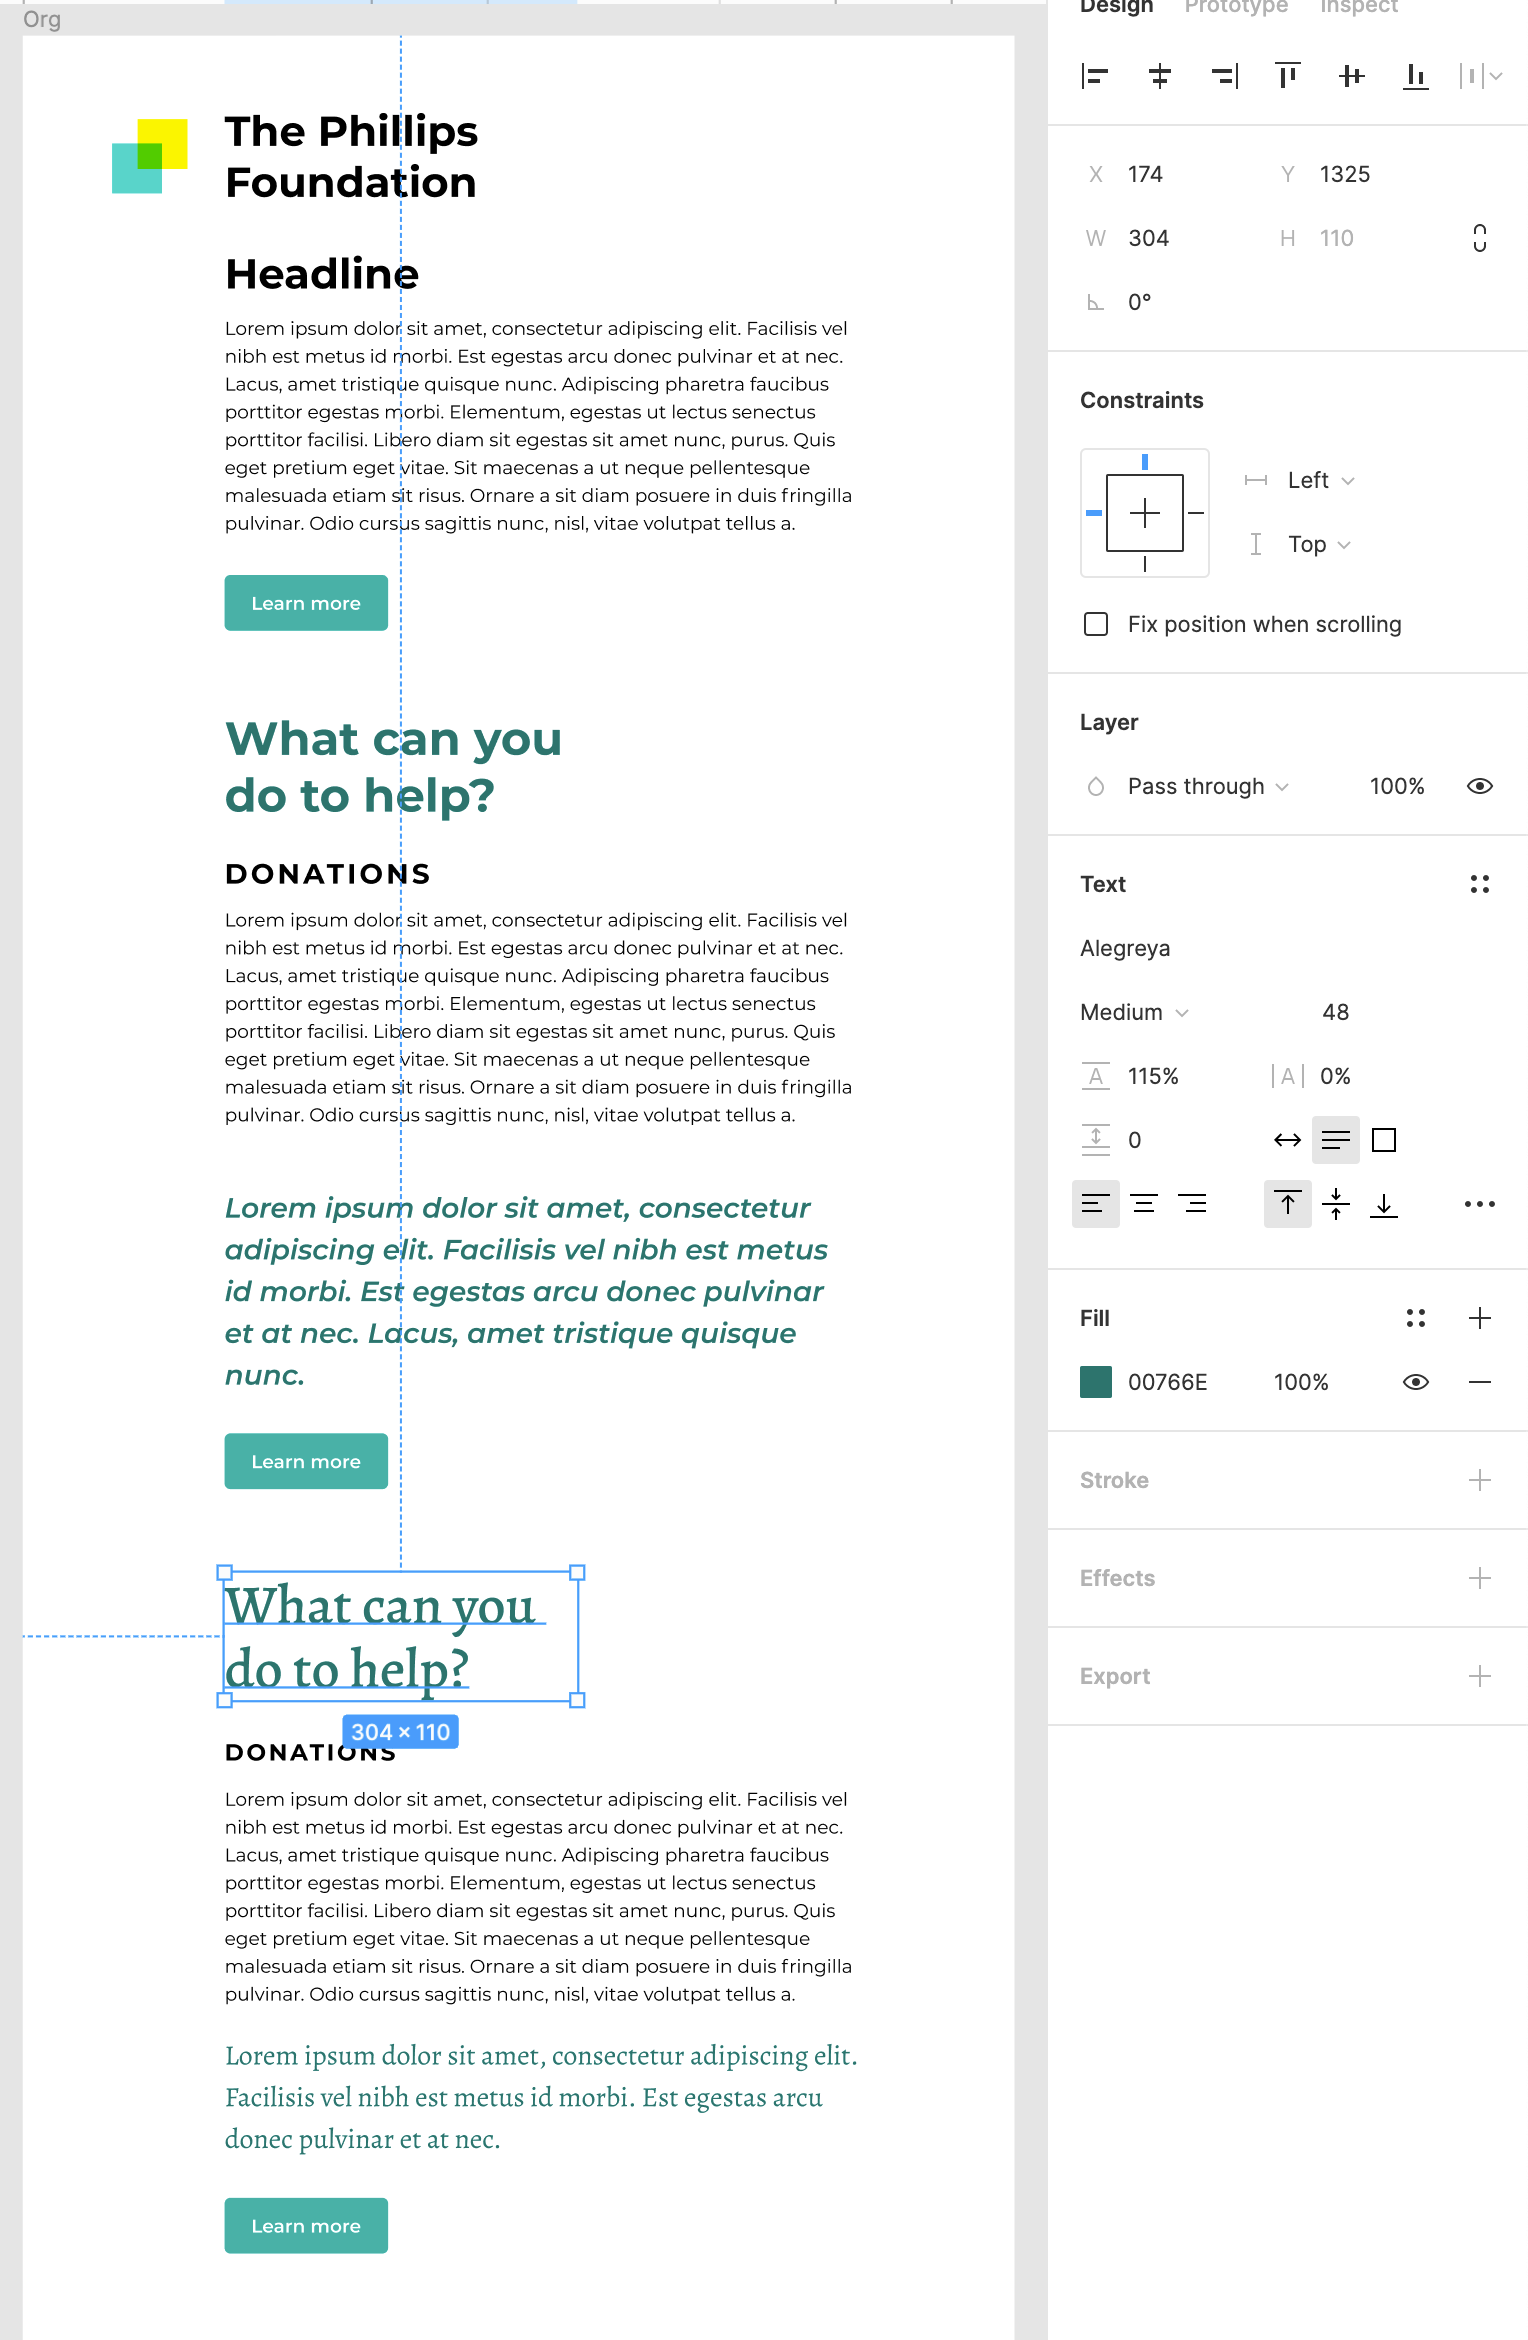 Org
The Phillips
Foundation
Headline
Lorem ipsum dolor sit amet, consectetur adipiscing elit. Facilisis vel
nibh est metus id morbi. Est egestas arcu donec pulvinar et at nec.
Lacus, amet tristique quisque nunc. Adipiscing pharetra faucibus
porttitor egestas morbi. Elementum, egestas ut lectus senectus
porttitor facilisi. Libero diam sit egestas sit amet nunc, purus. Quis
eget pretium eget vitae. Sit maecenas a ut neque pellentesque
malesuada etiam sit risus. Ornare a sit diam posuere in duis fringilla
pulvinar. Odio cursus sagittis nunc, nisl, vitae volutpat tellus a.
Learn more
What can you
do to help?
DONATIONS
Lorem ipsum dolor sit amet, consectetur adipiscing elit. Facilisis vel
nibh est metus id morbi. Est egestas arcu donec pulvinar et at nec.
Lacus, amet tristique quisque nunc. Adipiscing pharetra faucibus
porttitor egestas morbi. Elementum, egestas ut lectus senectus
porttitor facilisi. Libero diam sit egestas sit amet nunc, purus. Quis
eget pretium eget vitae. Sit maecenas a ut neque pellentesque
malesuada etiam sit risus. Ornare a sit diam posuere in duis fringilla
pulvinar. Odio cursus sagittis nunc, nisl, vitae volutpat tellus a.
Lorem ipsum dolor sit amet, consectetur
adipiscing elit. Facilisis vel nibh est metus
id morbi. Est egestas arcu donec pulvinar
et at nec. Lacus, amet tristique quisque
nunc.
Learn more
What can you
do to help?
304 × 110
DONATIONS
Lorem ipsum dolor sit amet, consectetur adipiscing elit. Facilisis vel
nibh est metus id morbi. Est egestas arcu donec pulvinar et at nec.
Lacus, amet tristique quisque nunc. Adipiscing pharetra faucibus
porttitor egestas morbi. Elementum, egestas ut lectus senectus
porttitor facilisi. Libero diam sit egestas sit amet nunc, purus. Quis
eget pretium eget vitae. Sit maecenas a ut neque pellentesque
malesuada etiam sit risus. Ornare a sit diam posuere in duis fringilla
pulvinar. Odio cursus sagittis nunc, nisl, vitae volutpat tellus a.
Lorem ipsum dolor sit amet, consectetur adipiscing elit.
Facilisis vel nibh est metus id morbi. Est egestas arcu
donec pulvinar et at nec.
Learn more
Design Prototype Inspect
X 174 Y 1325
W 304 H 110
0°
Constraints
Left
Top
Fix position when scrolling
Layer
Pass through 100%
Text
Alegreya
Medium 48
A 115% A 0%
0
Fill
00766E 100%
Stroke
Effects
Export